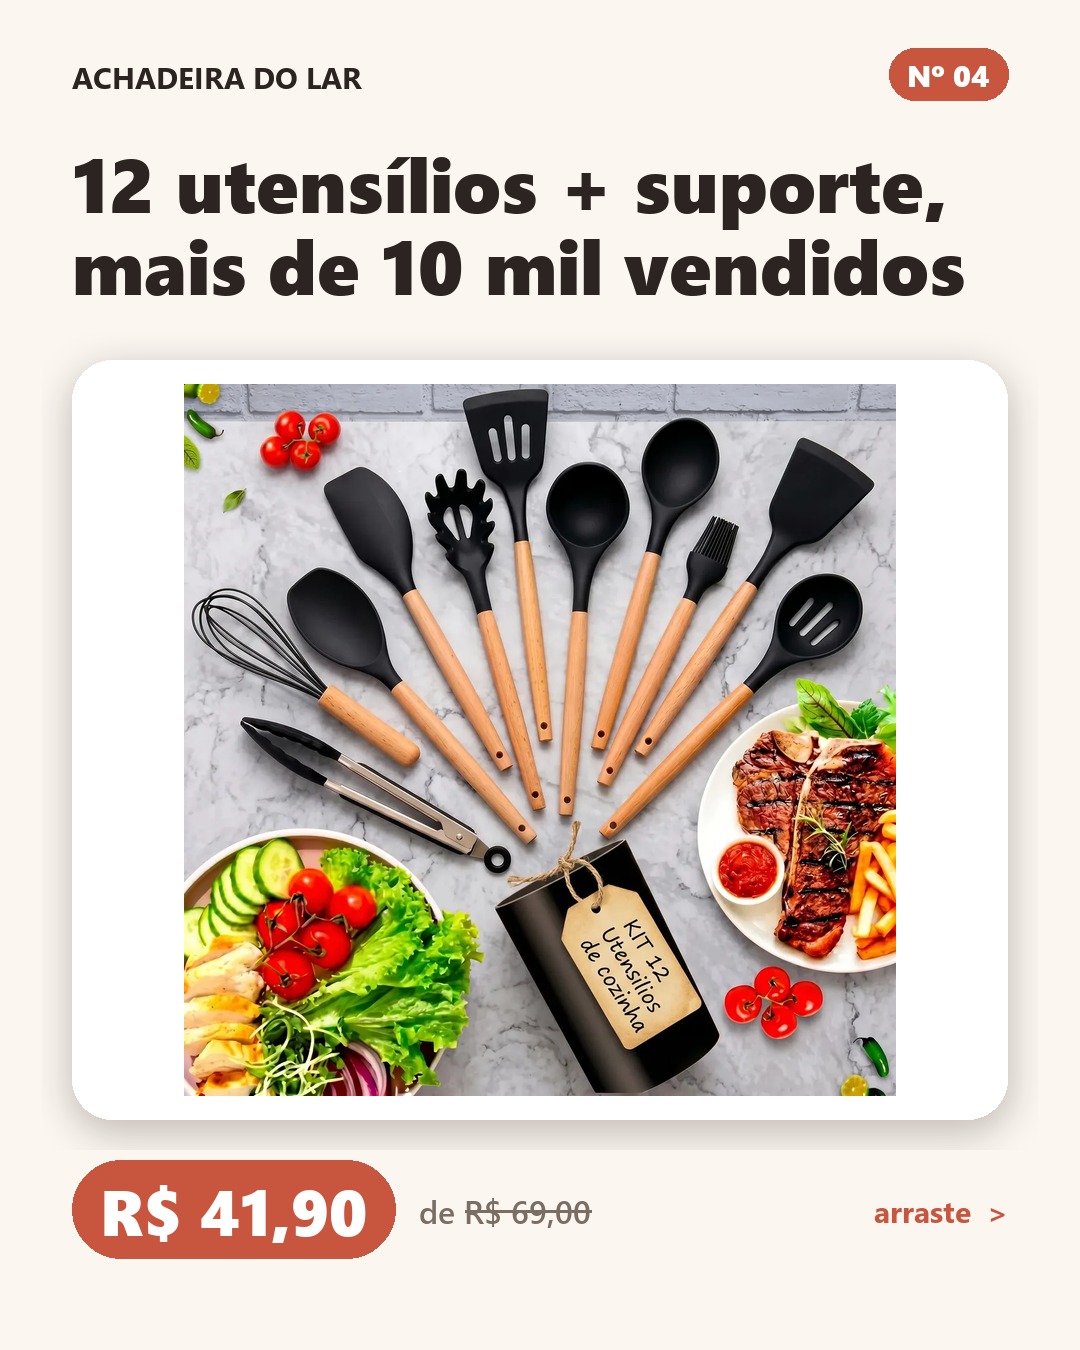 ACHADEIRA DO LAR
Nº 04
12 utensílios + suporte,
mais de 10 mil vendidos
KIT 12
Utensilios
de cozinha
R$ 41,90
de R$ 69,00
arraste >